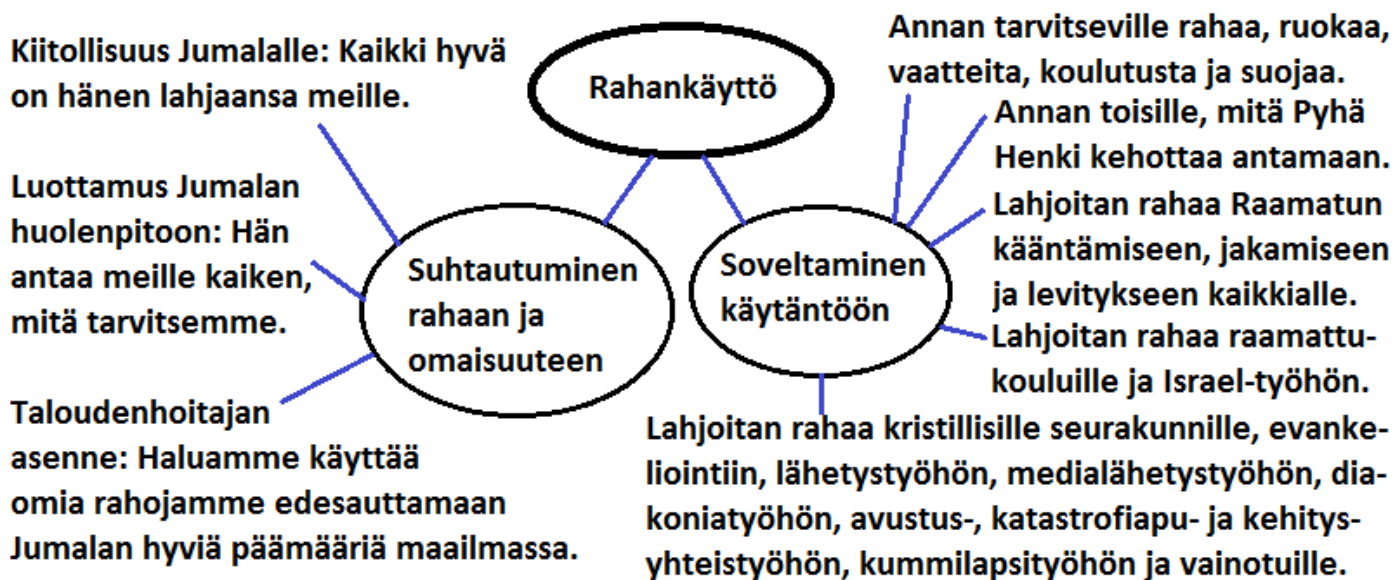 Rahankäyttö
Kiitollisuus Jumalalle: Kaikki hyvä
on hänen lahjaansa meille.
Luottamus Jumalan
huolenpitoon: Hän
antaa meille kaiken,
mitä tarvitsemme.
Taloudenhoitajan
asenne: Haluamme käyttää
omia rahojamme edesauttamaan
Jumalan hyviä päämääriä maailmassa.
Suhtautuminen
rahaan ja
omaisuuteen
Soveltaminen
käytäntöön
Annan tarvitseville rahaa, ruokaa,
vaatteita, koulutusta ja suojaa.
Annan toisille, mitä Pyhä
Henki kehottaa antamaan.
Lahjoitan rahaa Raamatun
kääntämiseen, jakamiseen
ja levitykseen kaikkialle.
Lahjoitan rahaa raamattu-
kouluille ja Israel-työhön.
Lahjoitan rahaa kristillisille seurakunnille, evanke-
liointiin, lähetystyöhön, medialähetystyöhön, dia-
koniatyöhön, avustus-, katastrofiapu- ja kehitys-
yhteistyöhön, kummilapsityöhön ja vainotuille.